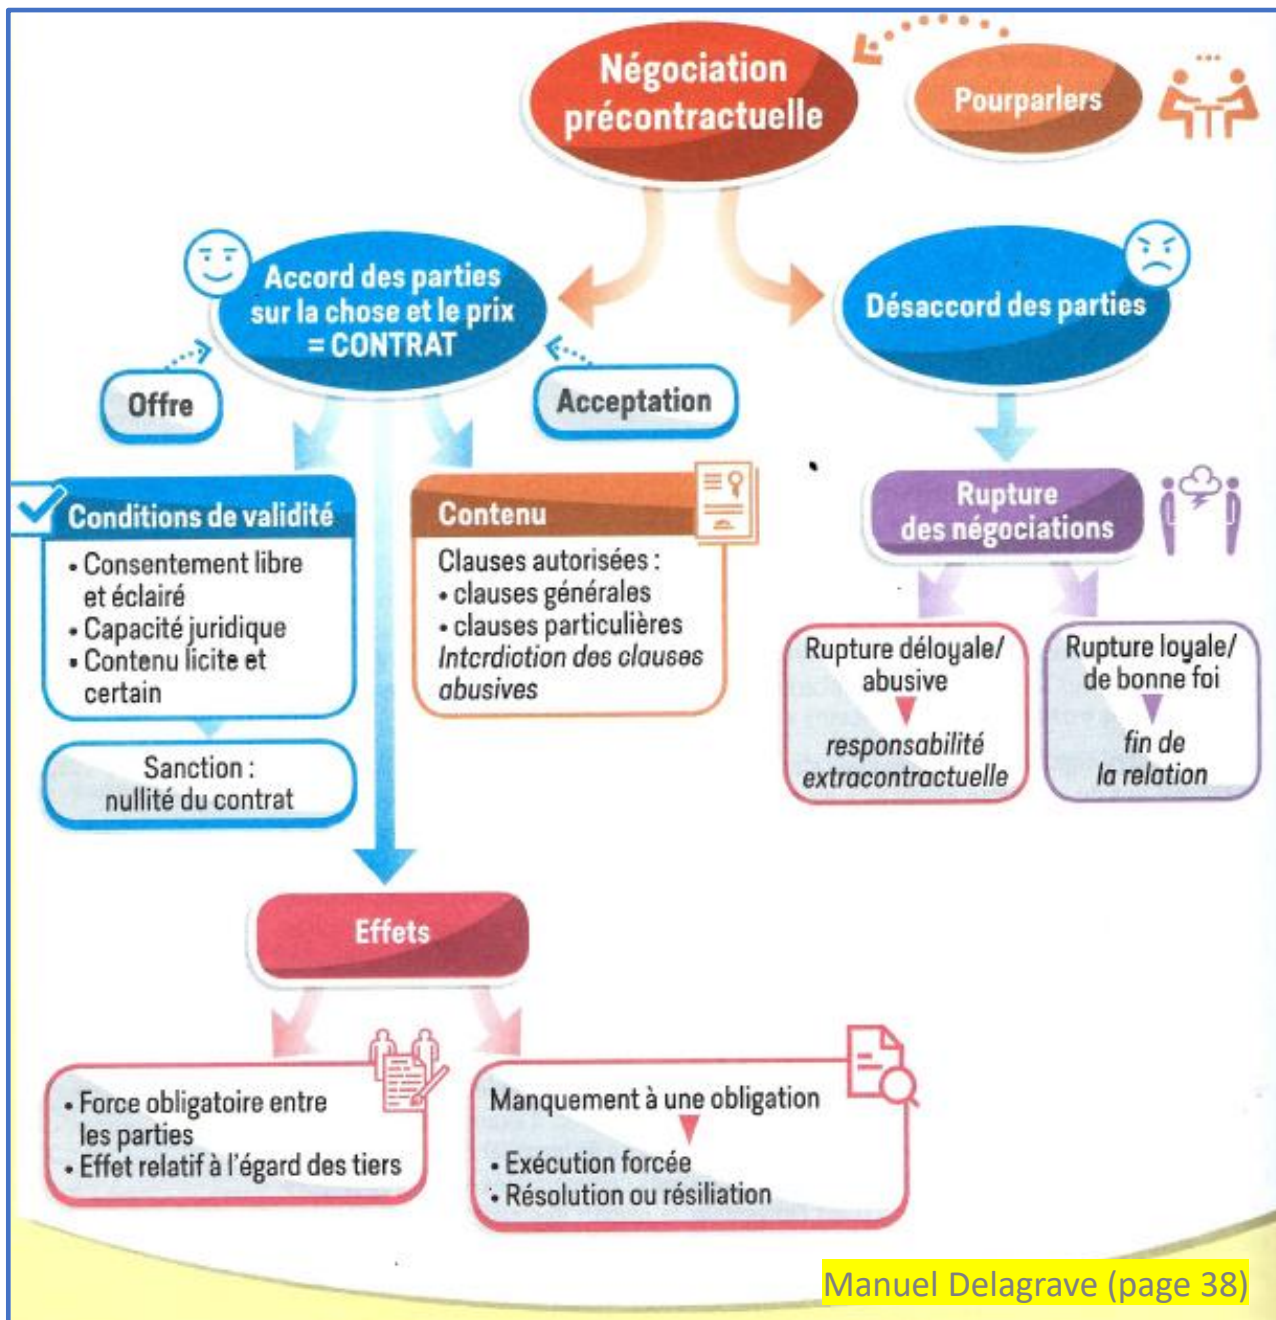 Négociation
précontractuelle
Pourparlers
Accord des parties
sur la chose et le prix
= CONTRAT
Désaccord des parties
Offre
Acceptation
Conditions de validité
• Consentement libre
et éclairé
• Capacité juridique
• Contenu licite et
certain
Sanction :
nullité du contrat
Contenu
Clauses autorisées :
• clauses générales
• clauses particulières
Interdiction des clauses
abusives
Rupture
des négociations
Rupture déloyale/
abusive
responsabilité
extracontractuelle
Rupture loyale/
de bonne foi
fin de
la relation
Effets
• Force obligatoire entre
les parties
• Effet relatif à l'égard des tiers
Manquement à une obligation
• Exécution forcée
• Résolution ou résiliation
Manuel Delagrave (page 38)